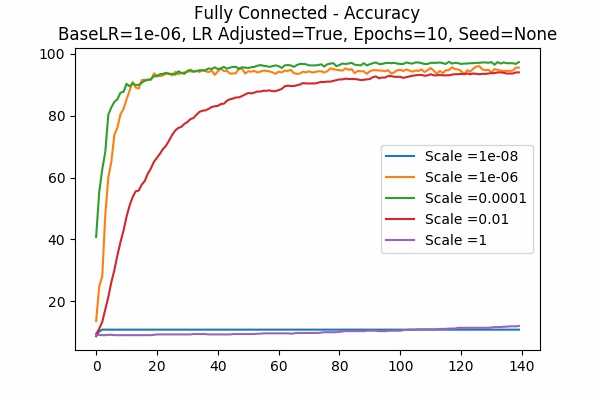 Fully Connected - Accuracy
BaseLR=1e-06, LR Adjusted=True, Epochs=10, Seed=None
100
80
60
40
20
Scale =1e-08
Scale =1e-06
Scale =0.0001
Scale =0.01
Scale =1
0 20 40 60 80 100 120 140